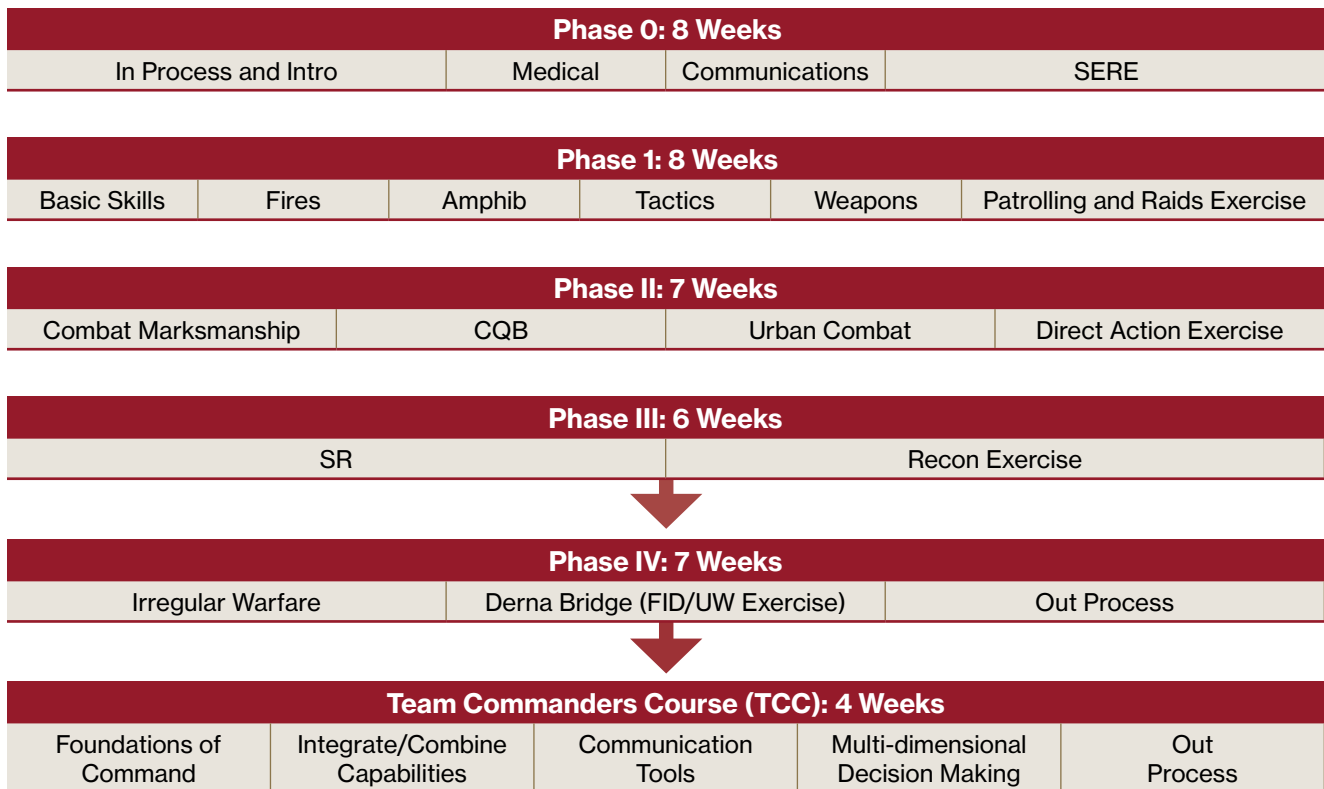 Phase 0: 8 Weeks
In Process and Intro Medical Communications SERE
Phase 1: 8 Weeks
Basic Skills Fires Amphib Tactics Weapons Patrolling and Raids Exercise
Phase II: 7 Weeks
Combat Marksmanship CQB Urban Combat Direct Action Exercise
Phase III: 6 Weeks
SR Recon Exercise
Phase IV: 7 Weeks
Irregular Warfare Derna Bridge (FID/UW Exercise) Out Process
Team Commanders Course (TCC): 4 Weeks
Foundations of Integrate/Combine Communication Multi-dimensional Out
Command Capabilities Tools Decision Making Process